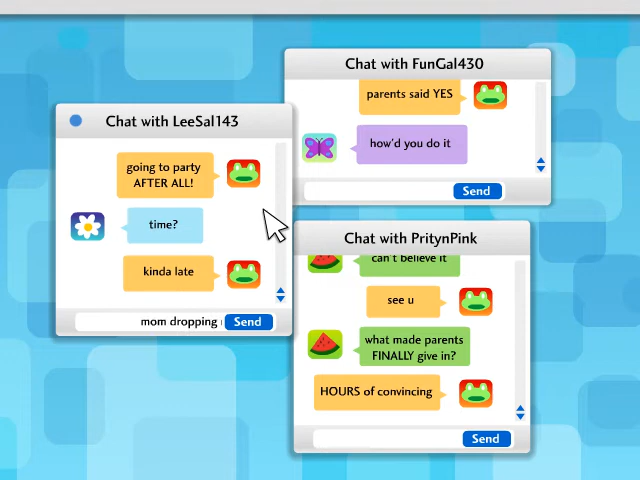 Chat with FunGal430
parents said YES
how'd you do it
Send
Chat with LeeSal143
going to party
AFTER ALL!
time?
kinda late
mom dropping
Send
Chat with PritynPink
can't believe it
see u
what made parents
FINALLY give in?
HOURS of convincing
Send